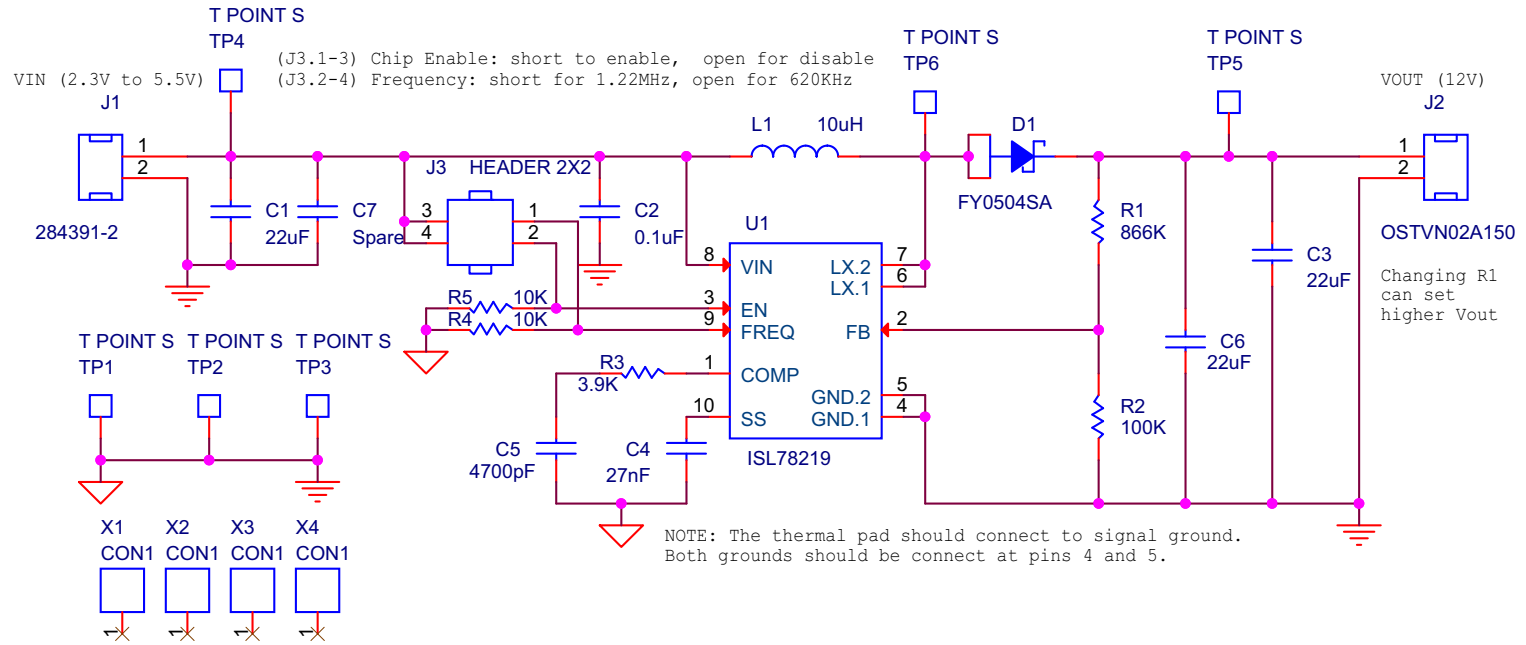 T POINT S
TP4
(J3.1-3) Chip Enable: short to enable, open for disable
(J3.2-4) Frequency: short for 1.22MHz, open for 620KHz
VIN (2.3V to 5.5V)
J1
1
2
284391-2
C1
22uF
C7
Spare
J3
HEADER 2X2
3
4
1
2
C2
0.1uF
L1
10uH
T POINT S
TP6
D1
FY0504SA
T POINT S
TP5
VOUT (12V)
J2
1
2
OSTVN02A150
Changing R1
can set
higher Vout
R1
866K
C3
22uF
C6
22uF
R2
100K
U1
8
VIN
3
EN
9
FREQ
1
COMP
10
SS
7
LX.2
6
LX.1
2
FB
5
GND.2
4
GND.1
ISL78219
R5
10K
R4
10K
R3
3.9K
C5
4700pF
C4
27nF
T POINT S
TP1
T POINT S
TP2
T POINT S
TP3
NOTE: The thermal pad should connect to signal ground.
Both grounds should be connect at pins 4 and 5.
X1
CON1
X2
CON1
X3
CON1
X4
CON1
1
1
1
1